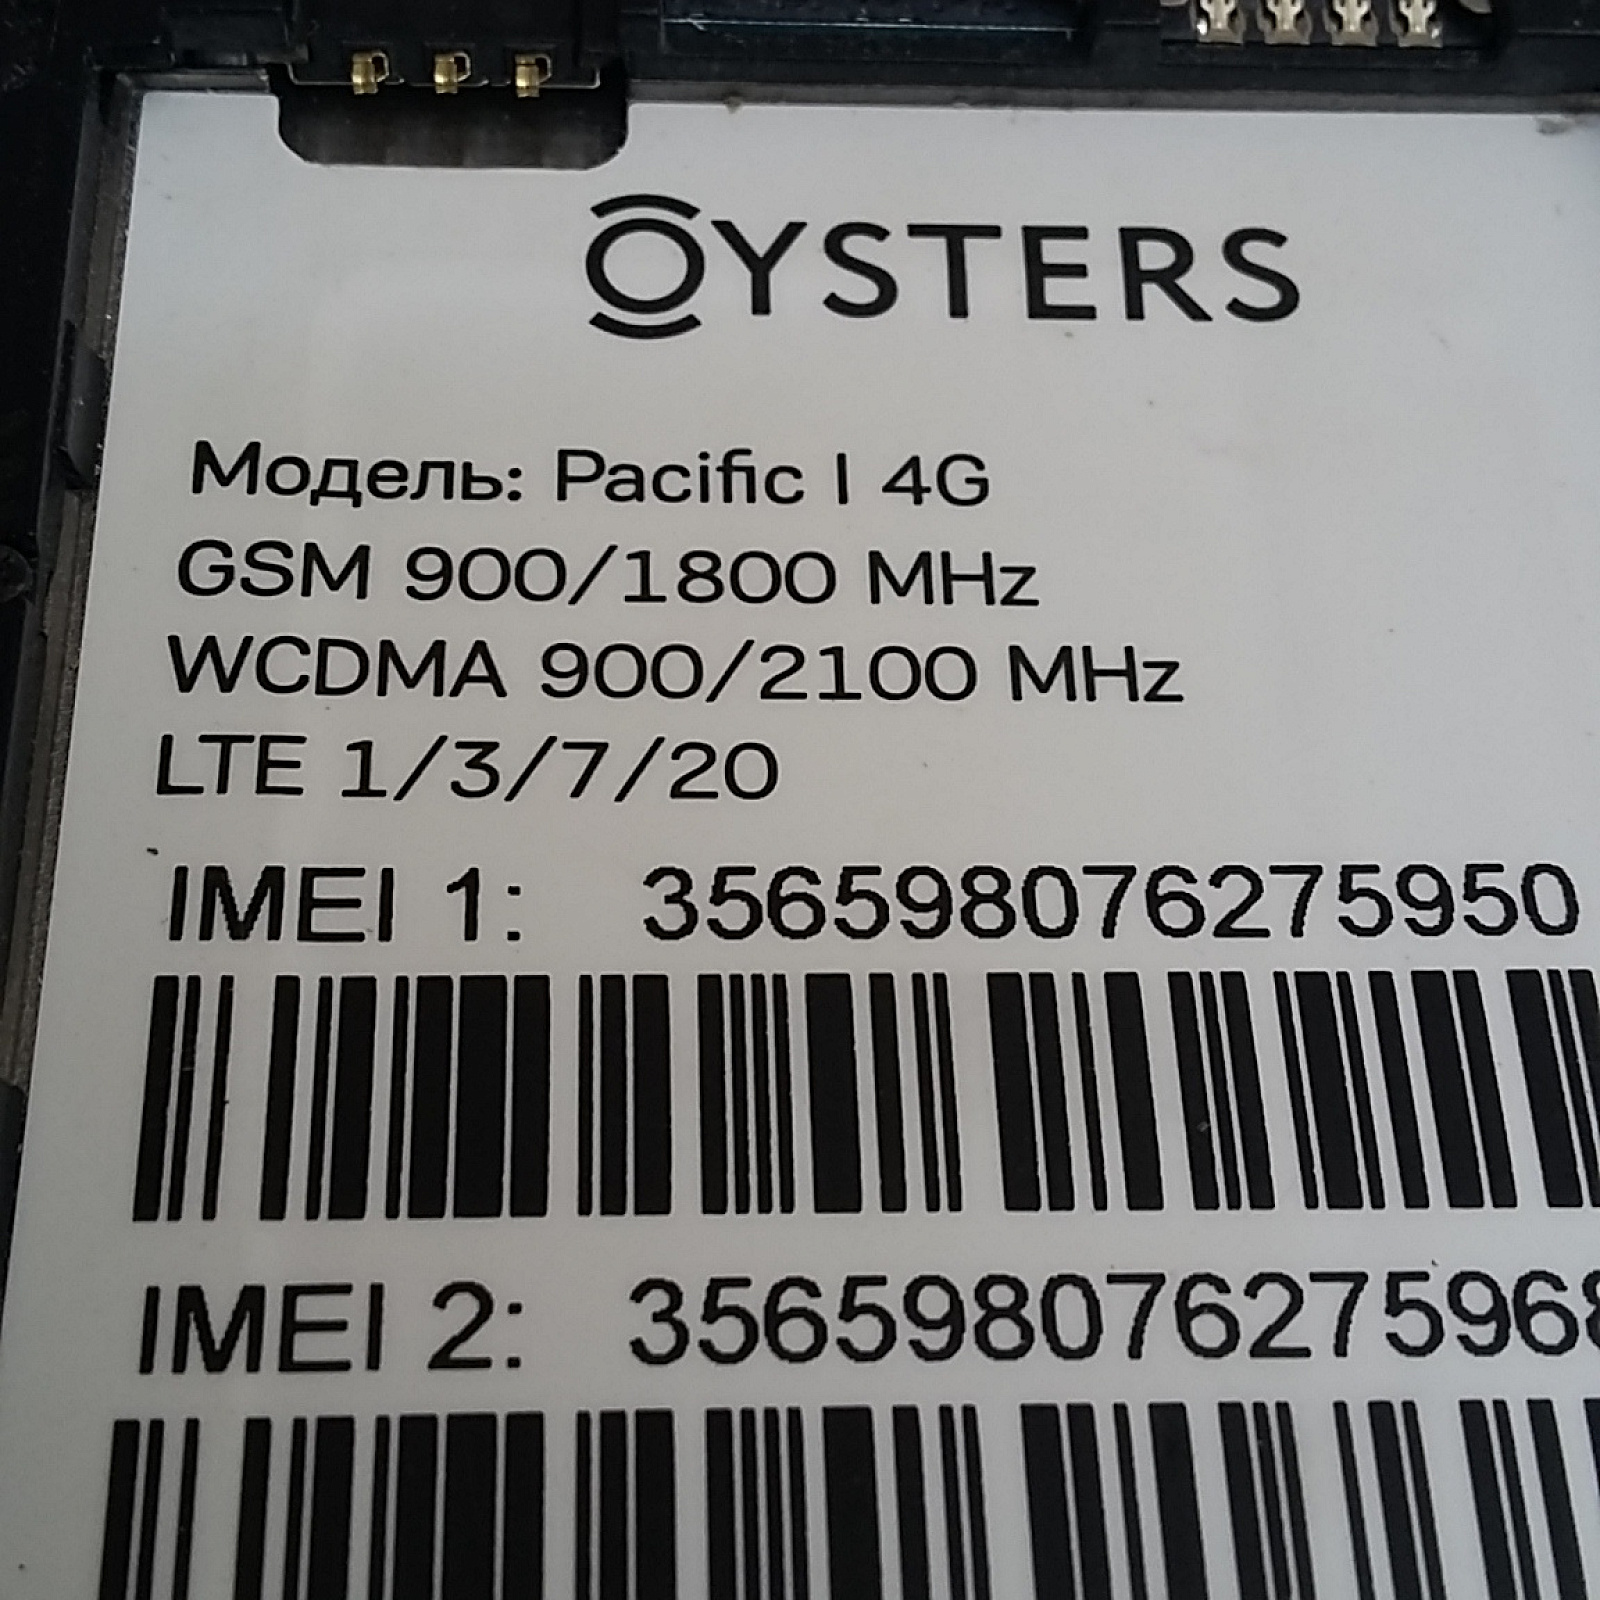 OYSTERS
Модель: Pacific I 4G
GSM 900/1800 MHz
WCDMA 900/2100 MHz
LTE 1/3/7/20
IMEI 1: 356598076275950
IMEI 2: 356598076275968